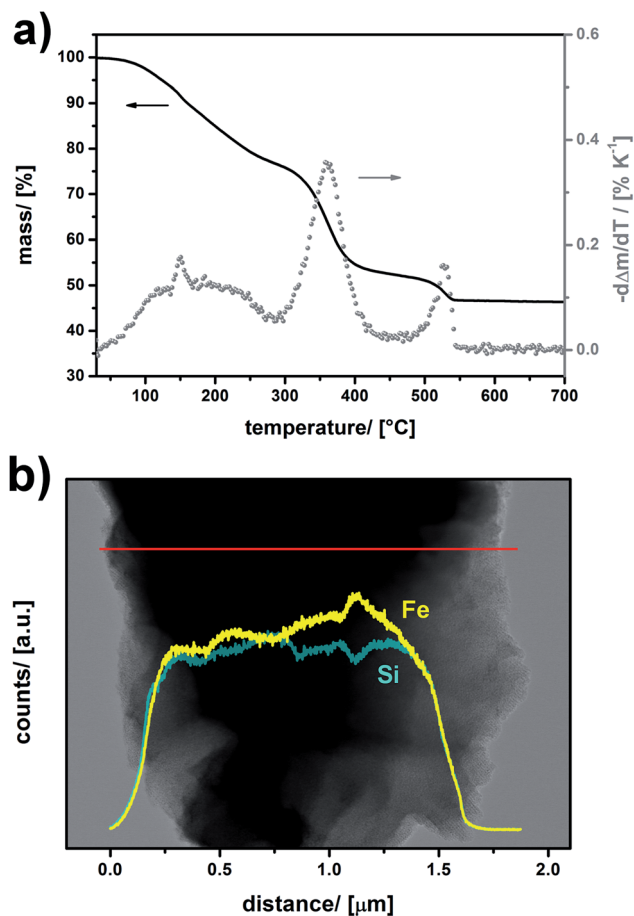 a)
mass/ [%]
100
90
80
70
60
50
40
30
100 200 300 400 500 600 700
temperature/ [°C]
0.6
0.4
0.2
0.0
-dΔm/dT / [% K⁻¹]
b)
counts/ [a.u.]
Fe
Si
0.0 0.5 1.0 1.5 2.0
distance/ [μm]